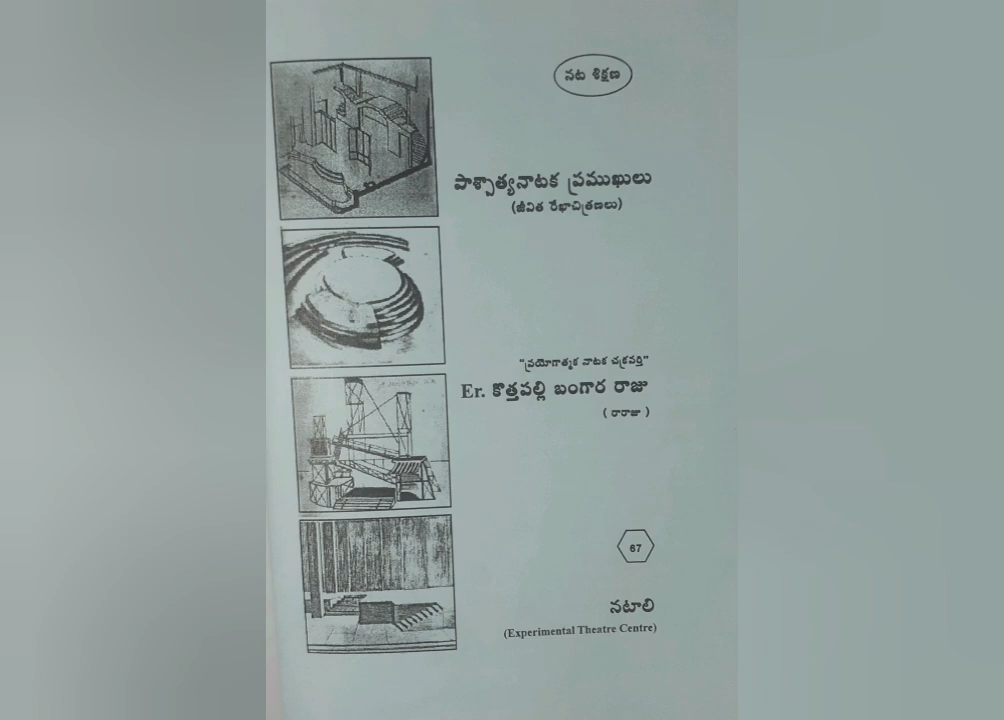 నట శిక్షణ
పాశ్చాత్యనాటక ప్రముఖులు
(జీవిత రేఖాచిత్రణలు)
"ప్రయోగాత్మక నాటక చక్రవర్తి"
Er. కొత్తపల్లి బంగార రాజు
( రారాజు )
67
నటాలి
(Experimental Theatre Centre)